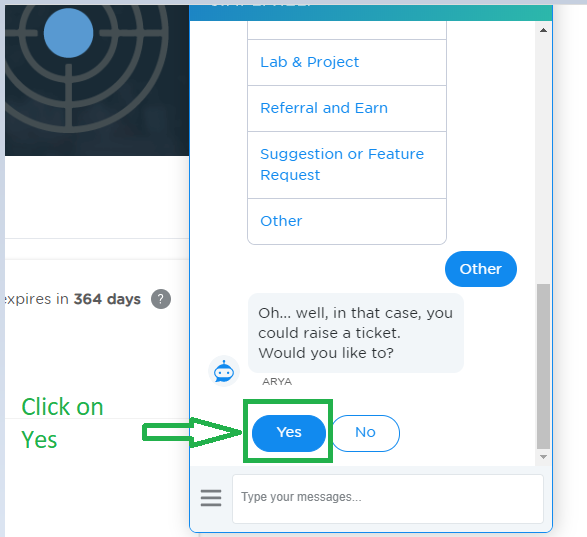 Lab & Project
Referral and Earn
Suggestion or Feature
Request
Other
Other
expires in 364 days ?
Oh... well, in that case, you
could raise a ticket.
Would you like to?
ARYA
Click on
Yes
Yes
No
Type your messages...